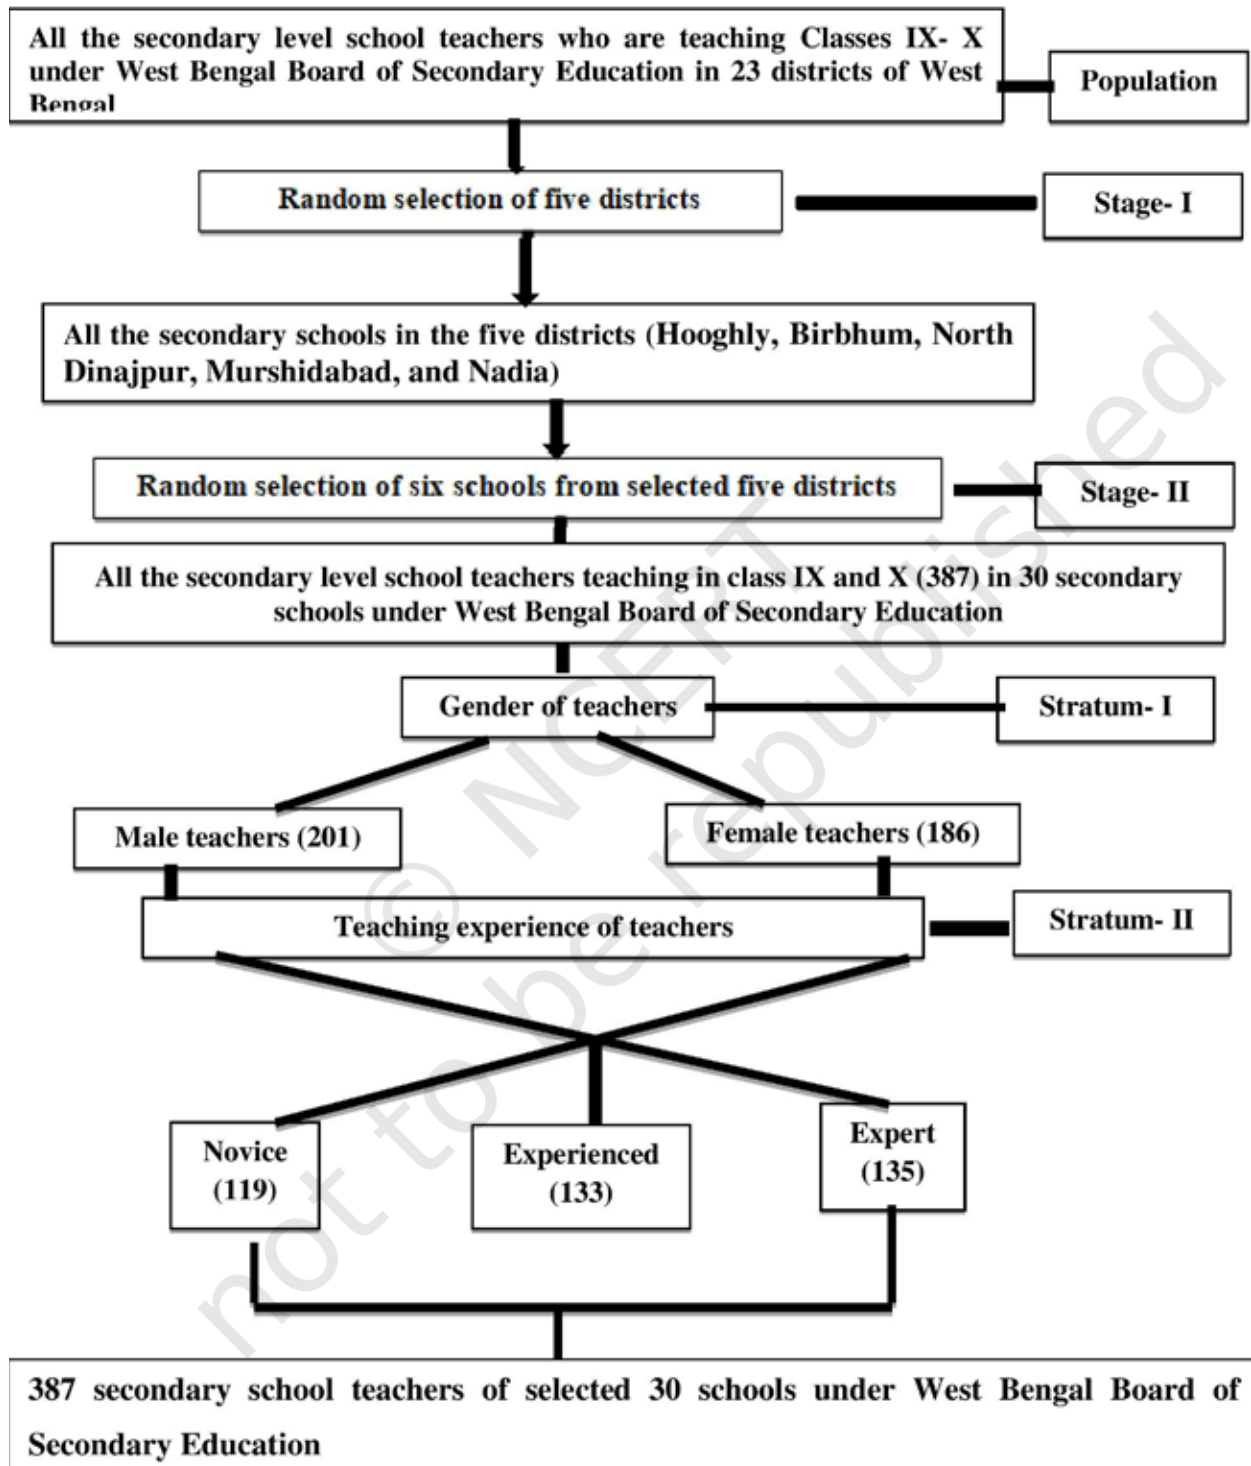 All the secondary level school teachers who are teaching Classes IX- X
under West Bengal Board of Secondary Education in 23 districts of West
Bengal
Population
Random selection of five districts
Stage- I
All the secondary schools in the five districts (Hooghly, Birbhum, North
Dinajpur, Murshidabad, and Nadia)
Random selection of six schools from selected five districts
Stage- II
All the secondary level school teachers teaching in class IX and X (387) in 30 secondary
schools under West Bengal Board of Secondary Education
Gender of teachers
Stratum- I
Male teachers (201)
Female teachers (186)
Teaching experience of teachers
Stratum- II
Novice
(119)
Experienced
(133)
Expert
(135)
387 secondary school teachers of selected 30 schools under West Bengal Board of
Secondary Education
© NCERT
not to be republished